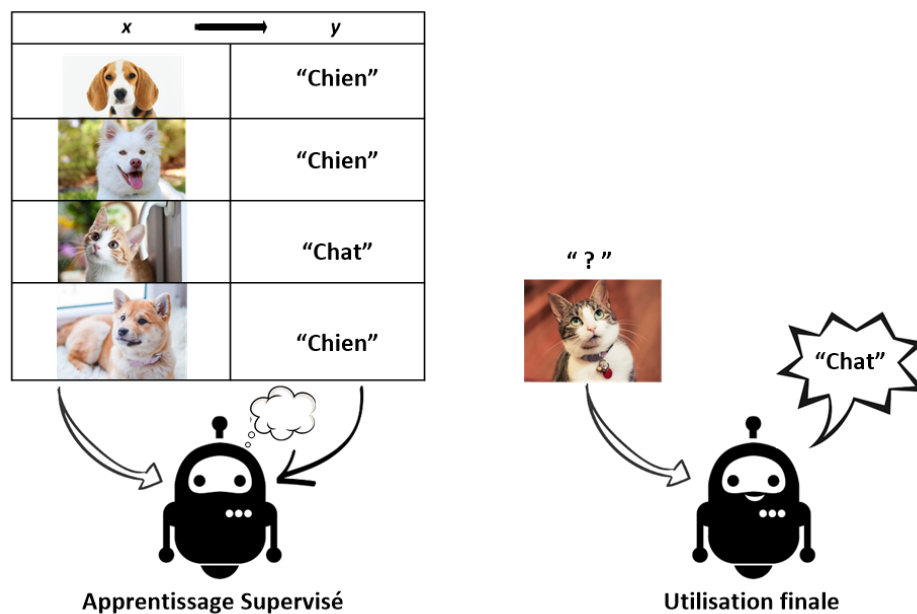 x y
“Chien”
“Chien”
“Chat”
“Chien”
“ ? ”
“Chat”
Apprentissage Supervisé
Utilisation finale